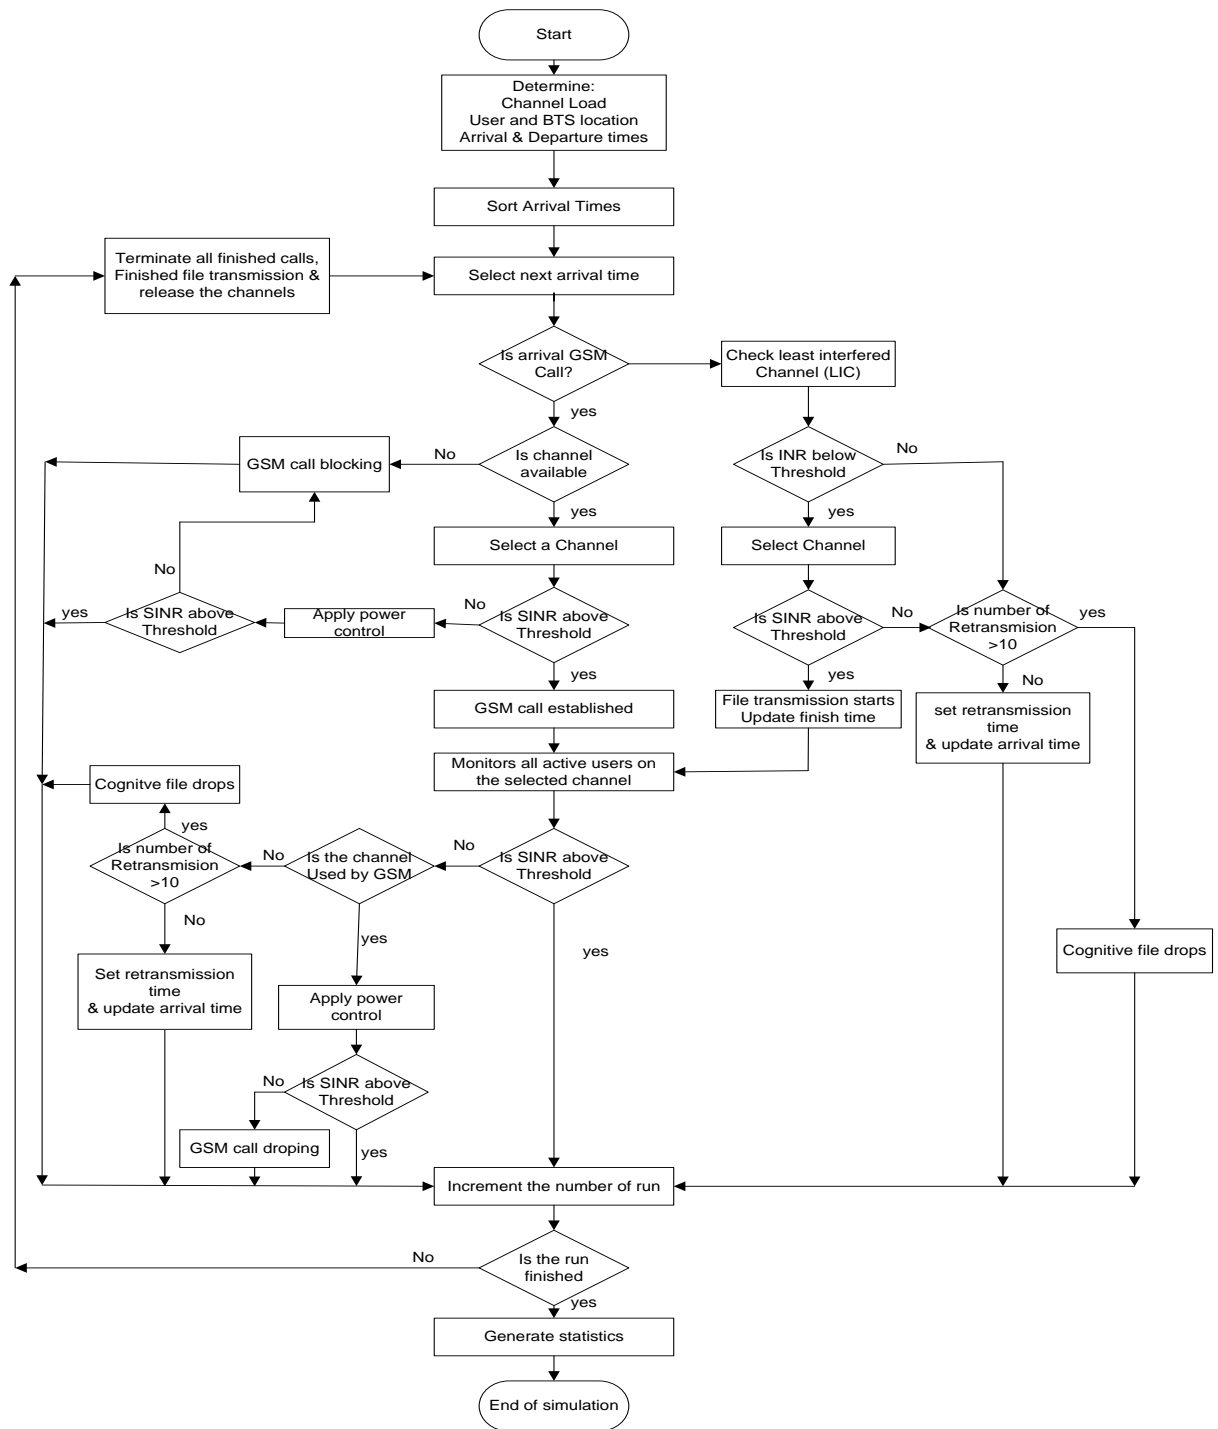 Start
Determine:
Channel Load
User and BTS location
Arrival & Departure times
Sort Arrival Times
Terminate all finished calls,
Finished file transmission &
release the channels
Select next arrival time
Is arrival GSM
Call?
Check least interfered
Channel (LIC)
yes
GSM call blocking
No
Is channel
available
Is INR below
Threshold
No
yes
yes
Select a Channel
Select Channel
No
yes
Is SINR above
Threshold
Apply power
control
No
Is SINR above
Threshold
Is SINR above
Threshold
No
Is number of
Retransmision
>10
yes
yes
yes
No
GSM call established
File transmission starts
Update finish time
set retransmission
time
& update arrival time
Monitors all active users on
the selected channel
Cognitve file drops
yes
Is number of
Retransmision
>10
No
Is the channel
Used by GSM
No
Is SINR above
Threshold
No
yes
yes
Cognitive file drops
Set retransmission
time
& update arrival time
Apply power
control
No
Is SINR above
Threshold
GSM call droping
yes
Increment the number of run
No
Is the run
finished
yes
Generate statistics
End of simulation